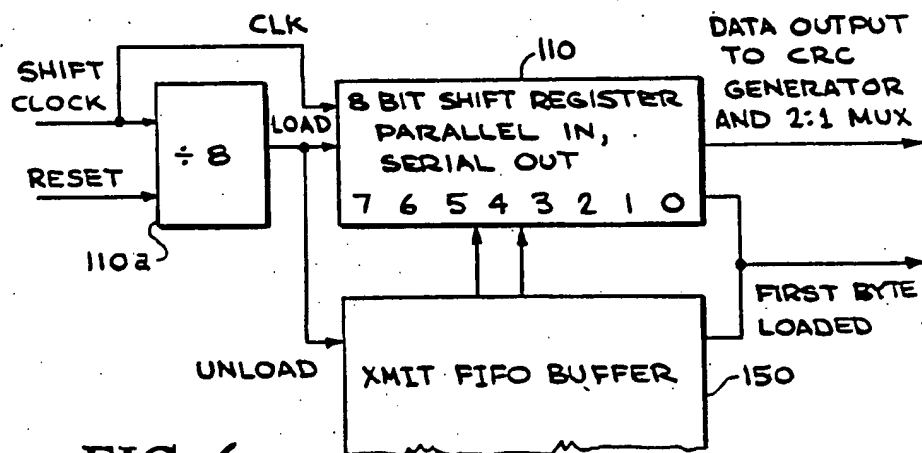 CLK
SHIFT
CLOCK
RESET
÷ 8
LOAD
110a
110
8 BIT SHIFT REGISTER
PARALLEL IN,
SERIAL OUT
7 6 5 4 3 2 1 0
DATA OUTPUT
TO CRC
GENERATOR
AND 2:1 MUX
FIRST BYTE
LOADED
UNLOAD
XMIT FIFO BUFFER
150